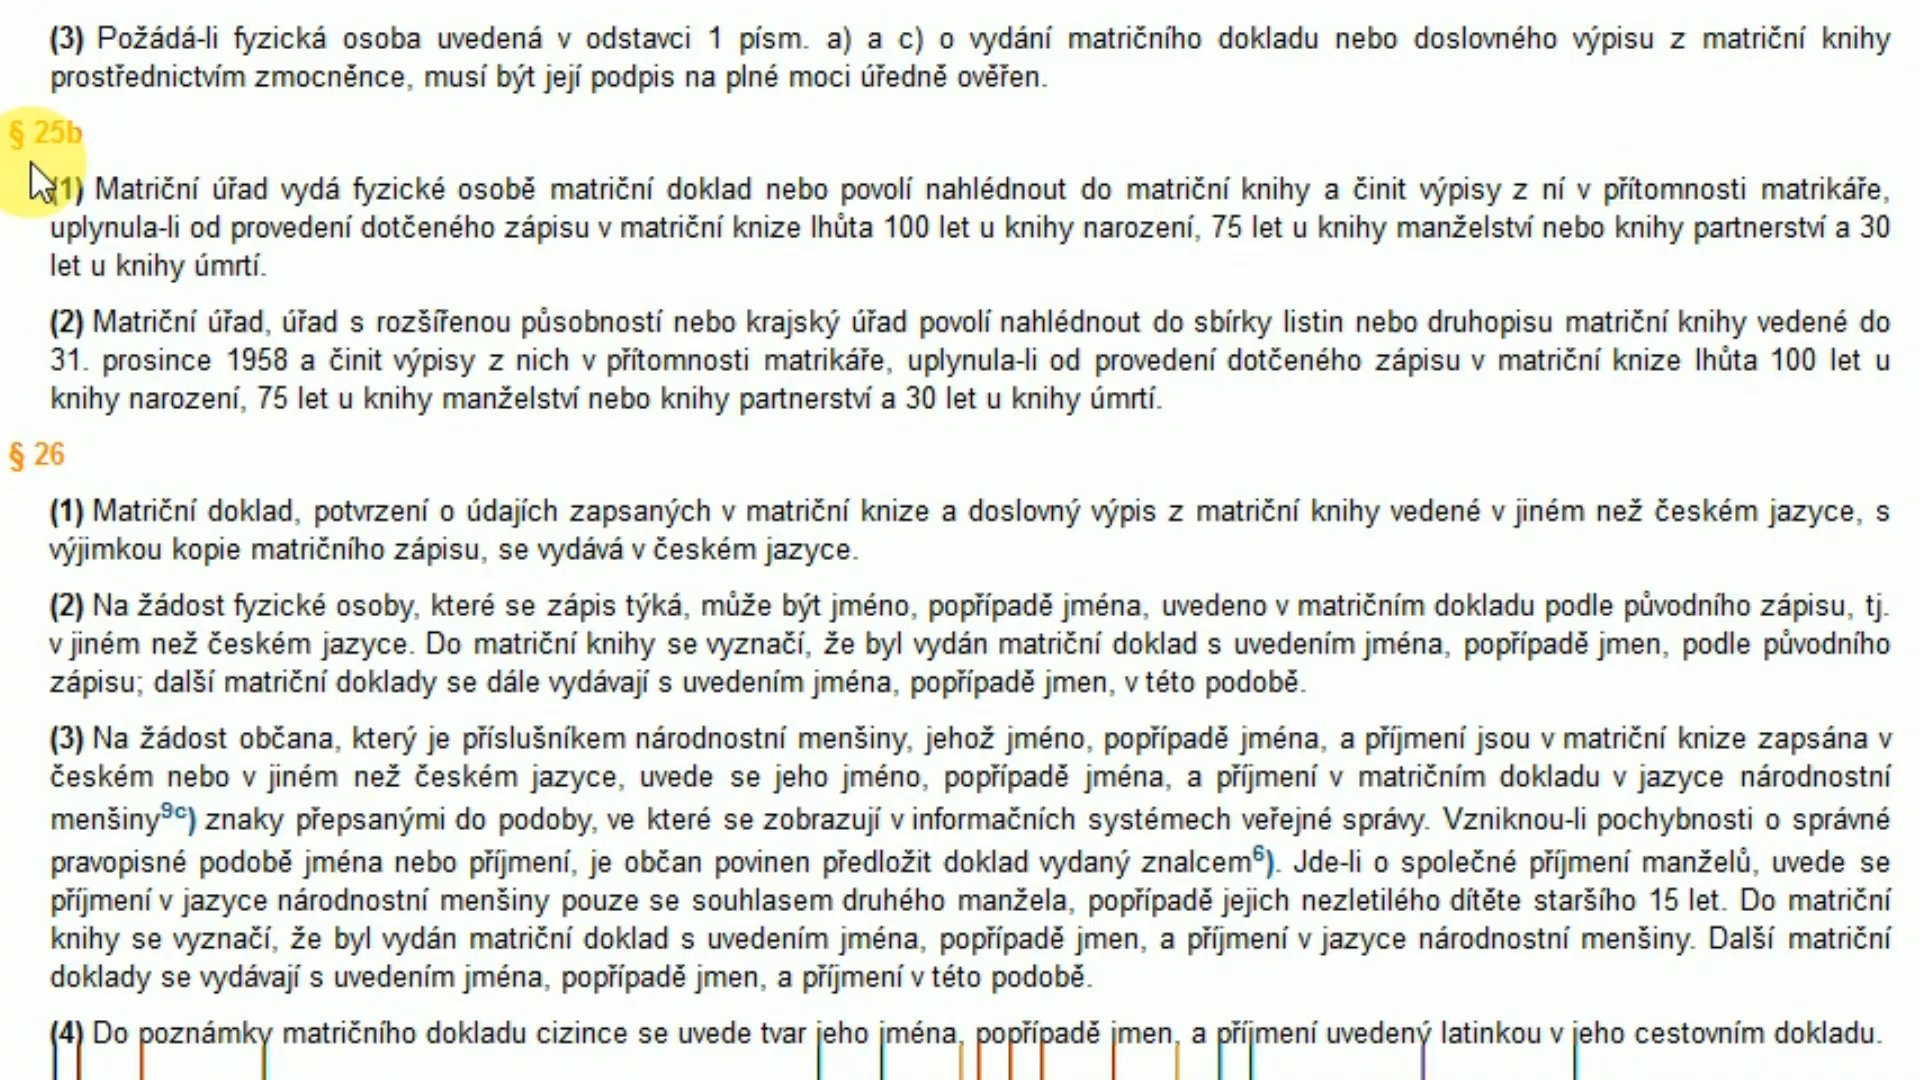 (3) Požádá-li fyzická osoba uvedená v odstavci 1 písm. a) a c) o vydání matričního dokladu nebo doslovného výpisu z matriční knihy
prostřednictvím zmocněnce, musí být její podpis na plné moci úředně ověřen.
§ 25b
(1) Matriční úřad vydá fyzické osobě matriční doklad nebo povolí nahlédnout do matriční knihy a činit výpisy z ní v přítomnosti matrikáře,
uplynula-li od provedení dotčeného zápisu v matriční knize lhůta 100 let u knihy narození, 75 let u knihy manželství nebo knihy partnerství a 30
let u knihy úmrtí.
(2) Matriční úřad, úřad s rozšířenou působností nebo krajský úřad povolí nahlédnout do sbírky listin nebo druhopisu matriční knihy vedené do
31. prosince 1958 a činit výpisy z nich v přítomnosti matrikáře, uplynula-li od provedení dotčeného zápisu v matriční knize lhůta 100 let u
knihy narození, 75 let u knihy manželství nebo knihy partnerství a 30 let u knihy úmrtí.
§ 26
(1) Matriční doklad, potvrzení o údajích zapsaných v matriční knize a doslovný výpis z matriční knihy vedené v jiném než českém jazyce, s
výjimkou kopie matričního zápisu, se vydává v českém jazyce.
(2) Na žádost fyzické osoby, které se zápis týká, může být jméno, popřípadě jména, uvedeno v matričním dokladu podle původního zápisu, tj.
v jiném než českém jazyce. Do matriční knihy se vyznačí, že byl vydán matriční doklad s uvedením jména, popřípadě jmen, podle původního
zápisu; další matriční doklady se dále vydávají s uvedením jména, popřípadě jmen, v této podobě.
(3) Na žádost občana, který je příslušníkem národnostní menšiny, jehož jméno, popřípadě jména, a příjmení jsou v matriční knize zapsána v
českém nebo v jiném než českém jazyce, uvede se jeho jméno, popřípadě jména, a příjmení v matričním dokladu v jazyce národnostní
menšiny9c) znaky přepsanými do podoby, ve které se zobrazují v informačních systémech veřejné správy. Vzniknou-li pochybnosti o správné
pravopisné podobě jména nebo příjmení, je občan povinen předložit doklad vydaný znalcem6). Jde-li o společné příjmení manželů, uvede se
příjmení v jazyce národnostní menšiny pouze se souhlasem druhého manžela, popřípadě jejich nezletilého dítěte staršího 15 let. Do matriční
knihy se vyznačí, že byl vydán matriční doklad s uvedením jména, popřípadě jmen, a příjmení v jazyce národnostní menšiny. Další matriční
doklady se vydávají s uvedením jména, popřípadě jmen, a příjmení v této podobě.
(4) Do poznámky matričního dokladu cizince se uvede tvar jeho jména, popřípadě jmen, a příjmení uvedený latinkou v jeho cestovním dokladu.